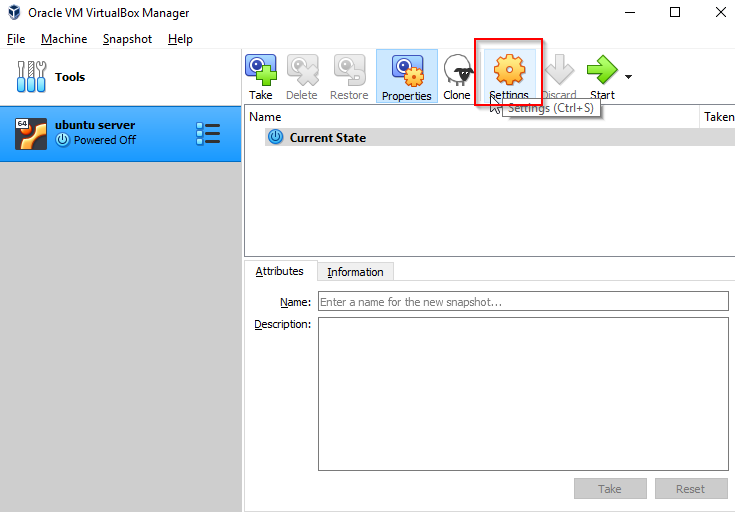 Oracle VM VirtualBox Manager
File Machine Snapshot Help
Tools
Take Delete Restore Properties Clone Settings Discard Start
Settings (Ctrl+S)
64
ubuntu server
Powered Off
Name Taken
Current State
Attributes Information
Name: Enter a name for the new snapshot...
Description:
Take Reset